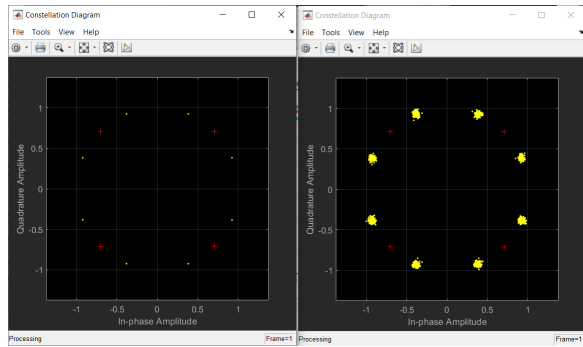 Constellation Diagram
File Tools View Help
1
0.5
0
-0.5
-1
Quadrature Amplitude
-1 -0.5 0 0.5 1
In-phase Amplitude
Processing Frame=1
Constellation Diagram
File Tools View Help
1
0.5
0
-0.5
-1
Quadrature Amplitude
-1 -0.5 0 0.5 1
In-phase Amplitude
Processing Frame=1